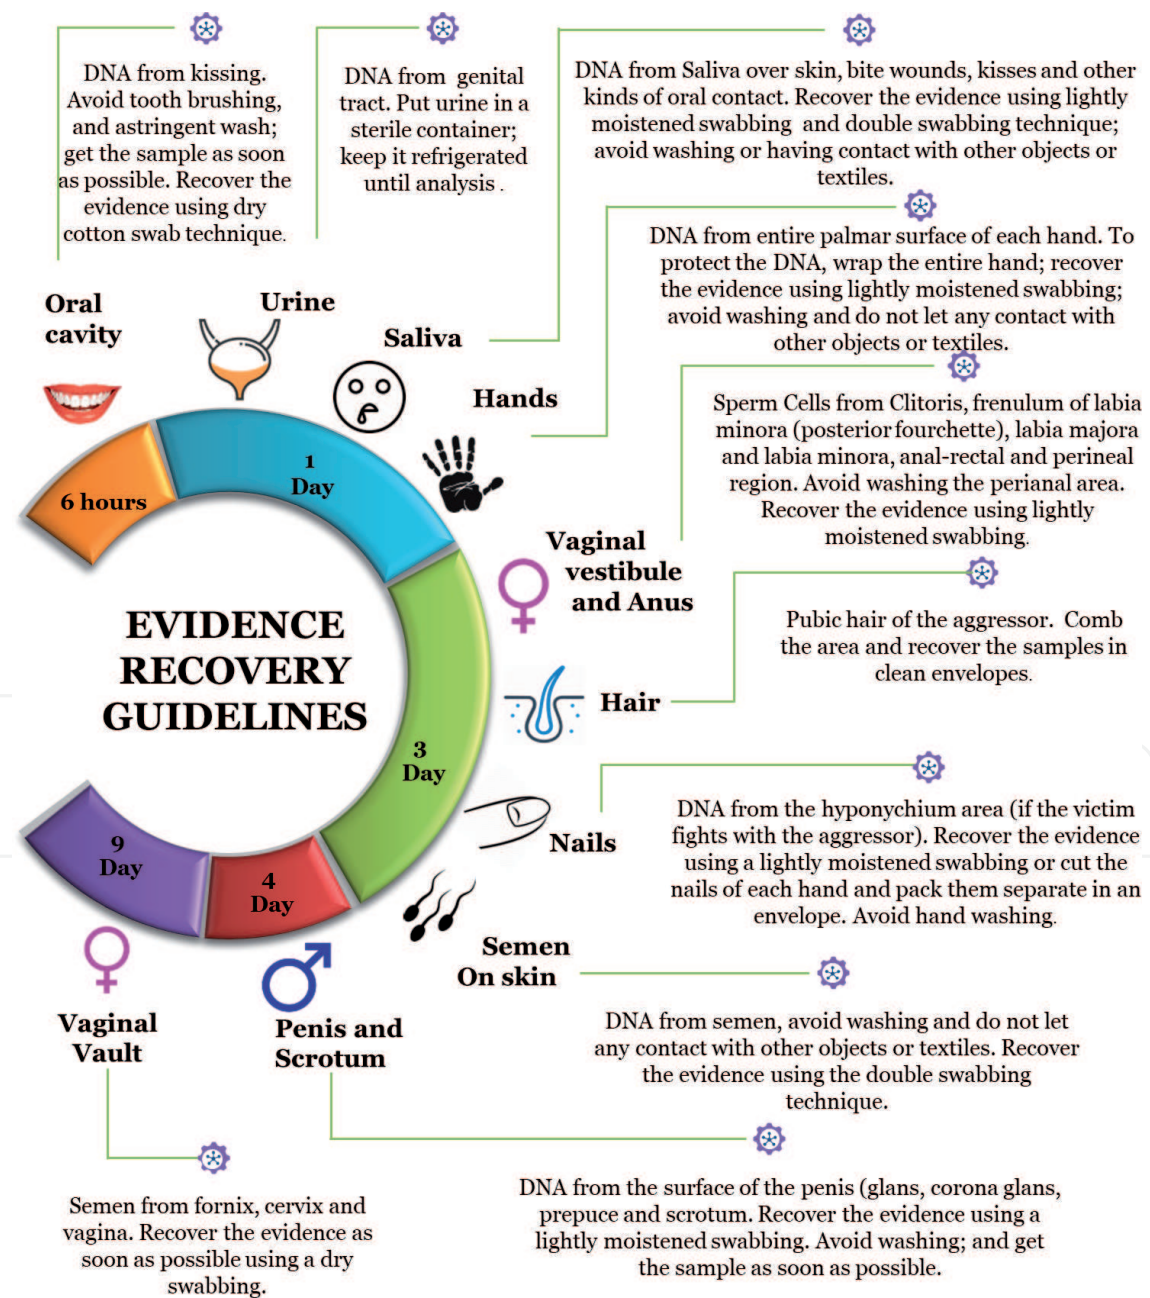 DNA from kissing.
Avoid tooth brushing,
and astringent wash;
get the sample as soon
as possible. Recover the
evidence using dry
cotton swab technique.
DNA from genital
tract. Put urine in a
sterile container;
keep it refrigerated
until analysis .
DNA from Saliva over skin, bite wounds, kisses and other
kinds of oral contact. Recover the evidence using lightly
moistened swabbing and double swabbing technique;
avoid washing or having contact with other objects or
textiles.
DNA from entire palmar surface of each hand. To
protect the DNA, wrap the entire hand; recover
the evidence using lightly moistened swabbing;
avoid washing and do not let any contact with
other objects or textiles.
Oral
cavity
Urine
Saliva
Hands
Sperm Cells from Clitoris, frenulum of labia
minora (posterior fourchette), labia majora
and labia minora, anal-rectal and perineal
region. Avoid washing the perianal area.
Recover the evidence using lightly
moistened swabbing.
6 hours
1
Day
Vaginal
vestibule
and Anus
EVIDENCE
RECOVERY
GUIDELINES
Pubic hair of the aggressor. Comb
the area and recover the samples in
clean envelopes.
Hair
3
Day
DNA from the hyponychium area (if the victim
fights with the aggressor). Recover the evidence
using a lightly moistened swabbing or cut the
nails of each hand and pack them separate in an
envelope. Avoid hand washing.
Nails
9
Day
4
Day
Semen
On skin
Vaginal
Vault
Penis and
Scrotum
DNA from semen, avoid washing and do not let
any contact with other objects or textiles. Recover
the evidence using the double swabbing
technique.
Semen from fornix, cervix and
vagina. Recover the evidence as
soon as possible using a dry
swabbing.
DNA from the surface of the penis (glans, corona glans,
prepuce and scrotum. Recover the evidence using a
lightly moistened swabbing. Avoid washing; and get
the sample as soon as possible.